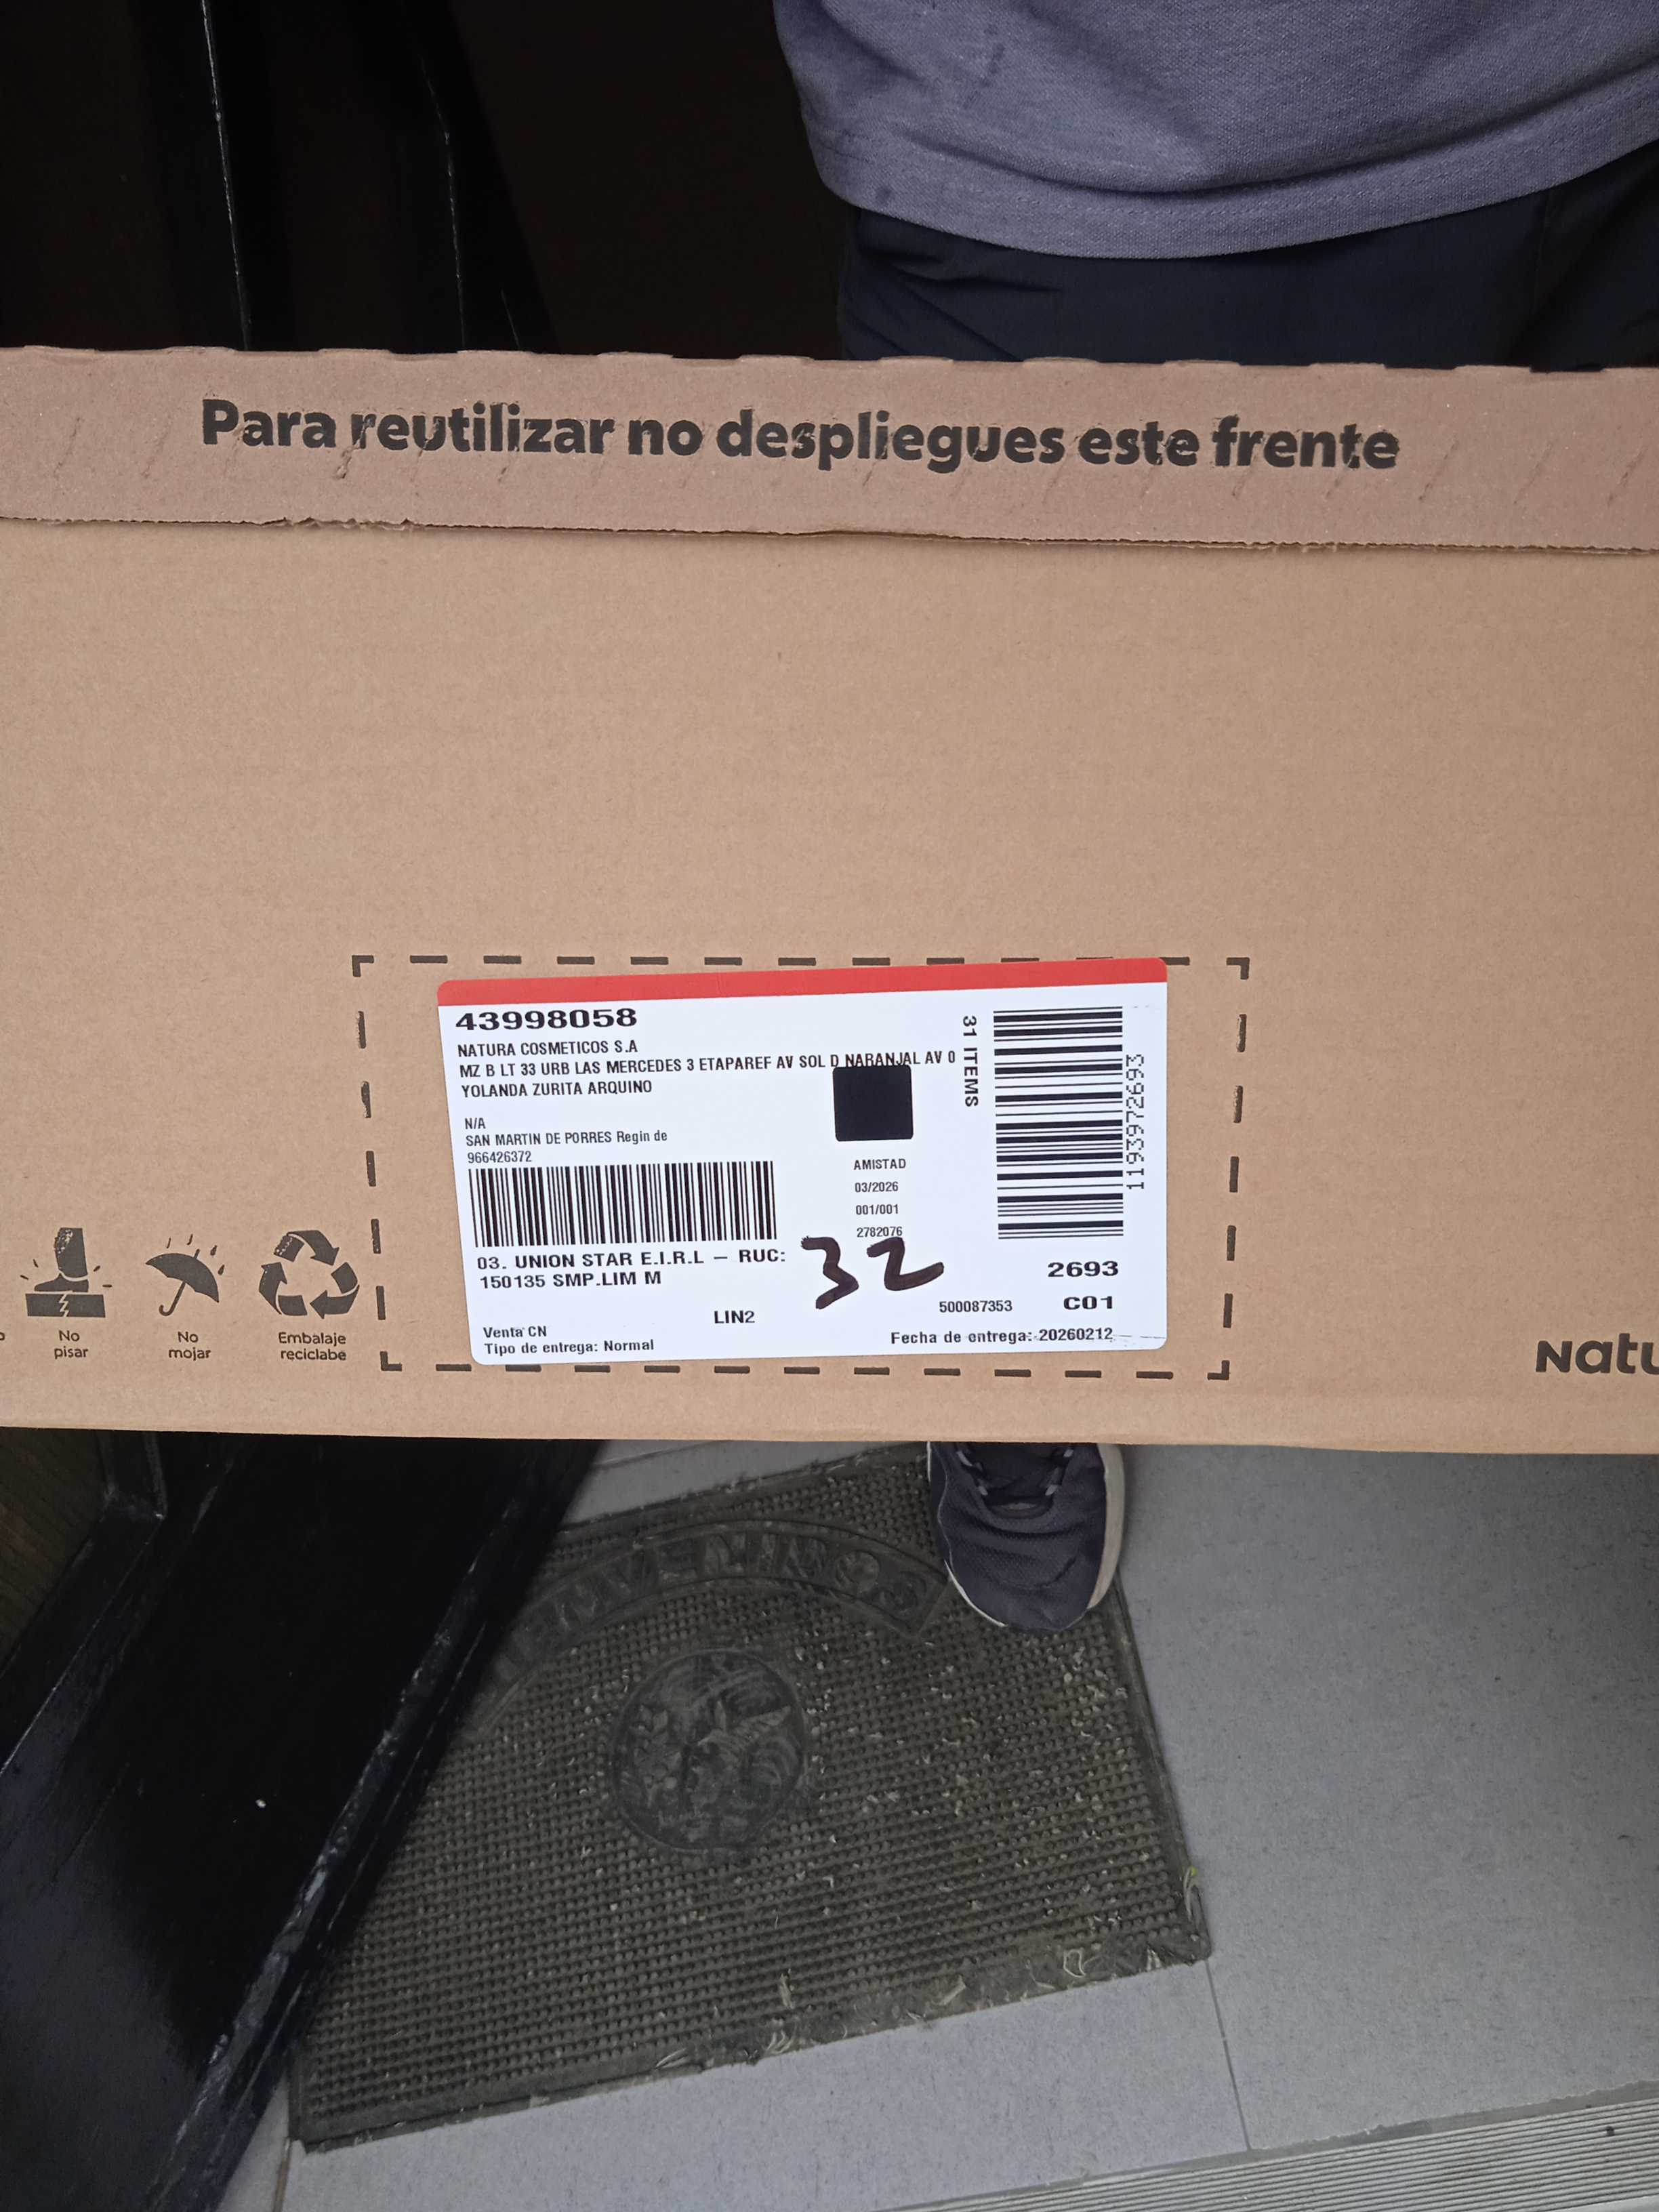 Para reutilizar no despliegues este frente
43998058
NATURA COSMETICOS S.A
MZ B LT 33 URB LAS MERCEDES 3 ETAPAREF AV SOL D NARANJAL AV 0
YOLANDA ZURITA ARQUINO
N/A
SAN MARTIN DE PORRES Regin de
966426372
31 ITEMS
1163972693
AMISTAD
03/2026
001/001
2782076
03. UNION STAR E.I.R.L – RUC:
150135 SMP.LIM M
32
2693
C01
LIN2
500087353
Venta CN
Tipo de entrega: Normal
Fecha de entrega: 20260212
No pisar
No mojar
Embalaje reciclabe
Natu
BIENVENIDOS